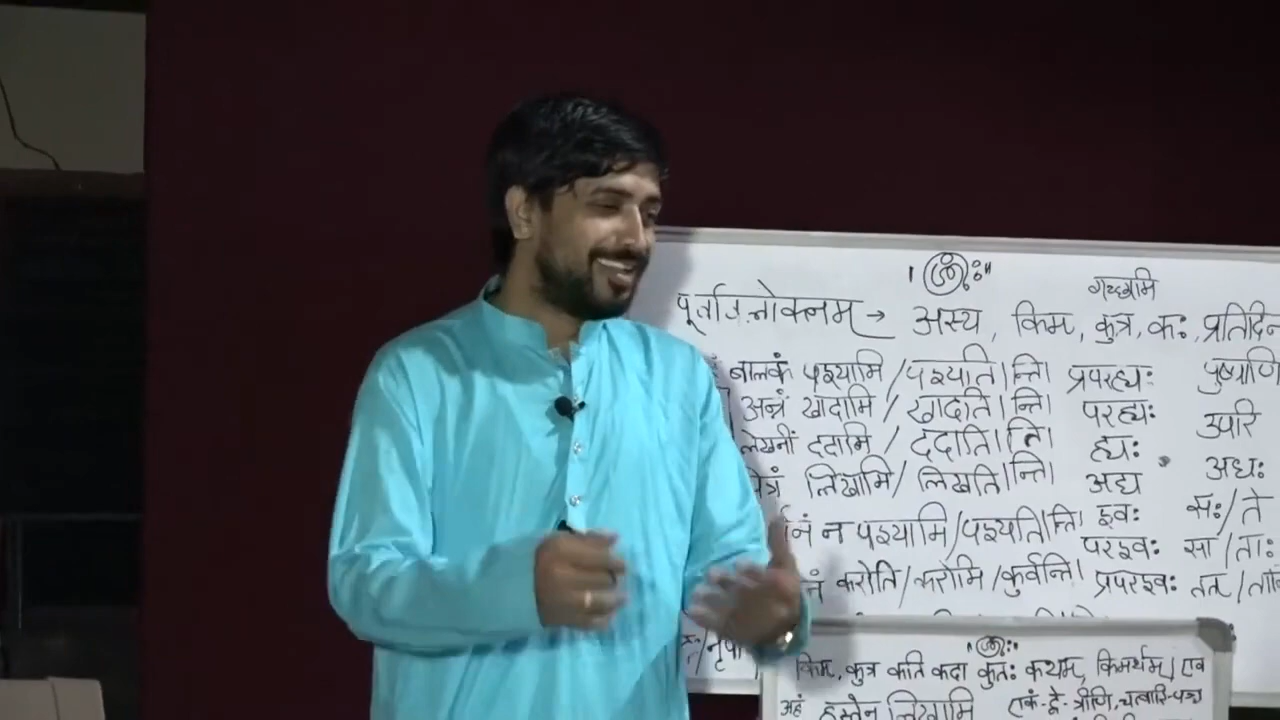 । ॐ ः॥
गच्छामि
पूर्वावलोकनम् → अस्य, किम्, कुत्र, कः, प्रतिदिन
बालकं पश्यामि / पश्यति।न्ति। प्रपरह्यः पुष्पाणि
अन्नं खादामि / खादति।न्ति। परह्यः उपरि
लेखनीं ददामि / ददाति।ति। ह्यः अधः
लिखामि / लिखति।न्ति। अद्य सः/ते
न पश्यामि/पश्यति।न्ति। श्वः सा/ताः
करोति/करोमि/कुर्वन्ति। परश्वः तत्
प्रपरश्वः
ॐ
किम्, कुत्र कति कदा कुतः कथम्, किमर्थम्। एव
अहं हस्तेन लिखामि एकं-द्वे-त्रीणि, चत्वारि-पञ्च